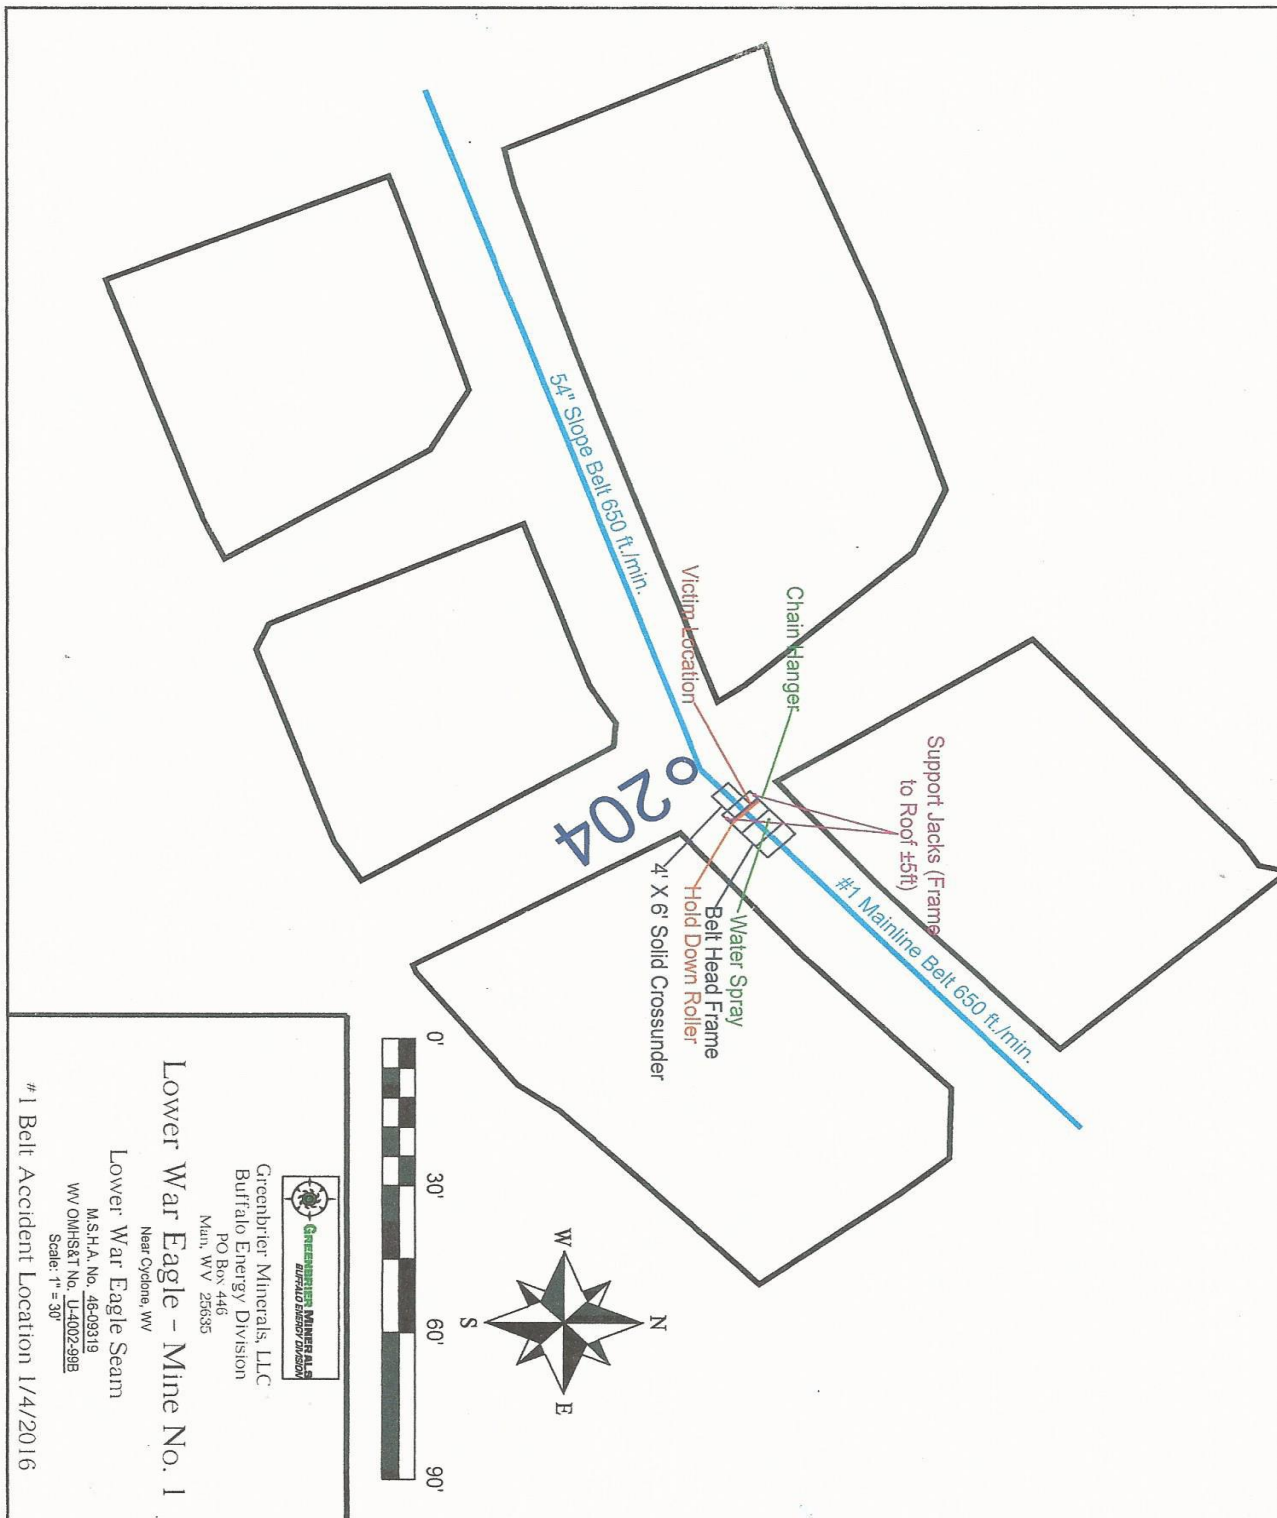 54" Slope Belt 650 ft./min.
Victim Location
Chain Hanger
Support Jacks (Frame
to Roof ±5ft)
#1 Mainline Belt 650 ft./min.
204
Water Spray
Belt Head Frame
Hold Down Roller
4' X 6' Solid Crossunder
0'
30'
60'
90'
N
W
E
S
GREENBRIER MINERALS
BUFFALO ENERGY DIVISION
Greenbrier Minerals, LLC
Buffalo Energy Division
PO Box 446
Man, WV 25635
Lower War Eagle - Mine No. 1
Near Cyclone, WV
Lower War Eagle Seam
M.S.H.A. No. 46-09319
WV OMHS&T No. U-4002-99B
Scale: 1" = 30'
#1 Belt Accident Location 1/4/2016